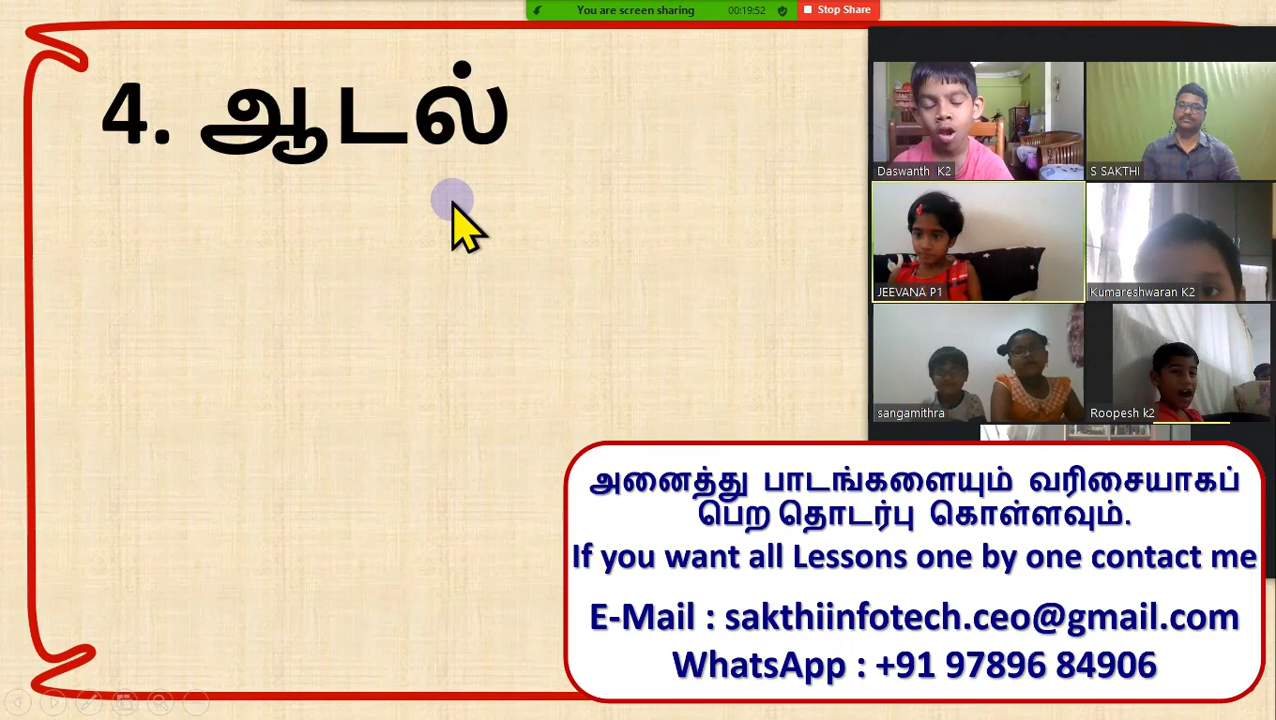 You are screen sharing 00:19:52 Stop Share
4. ஆடல்
Daswanth K2
S SAKTHI
JEEVANA P1
Kumareshwaran K2
sangamithra
Roopesh k2
அனைத்து பாடங்களையும் வரிசையாகப்
பெற தொடர்பு கொள்ளவும்.
If you want all Lessons one by one contact me
E-Mail : sakthiinfotech.ceo@gmail.com
WhatsApp : +91 97896 84906